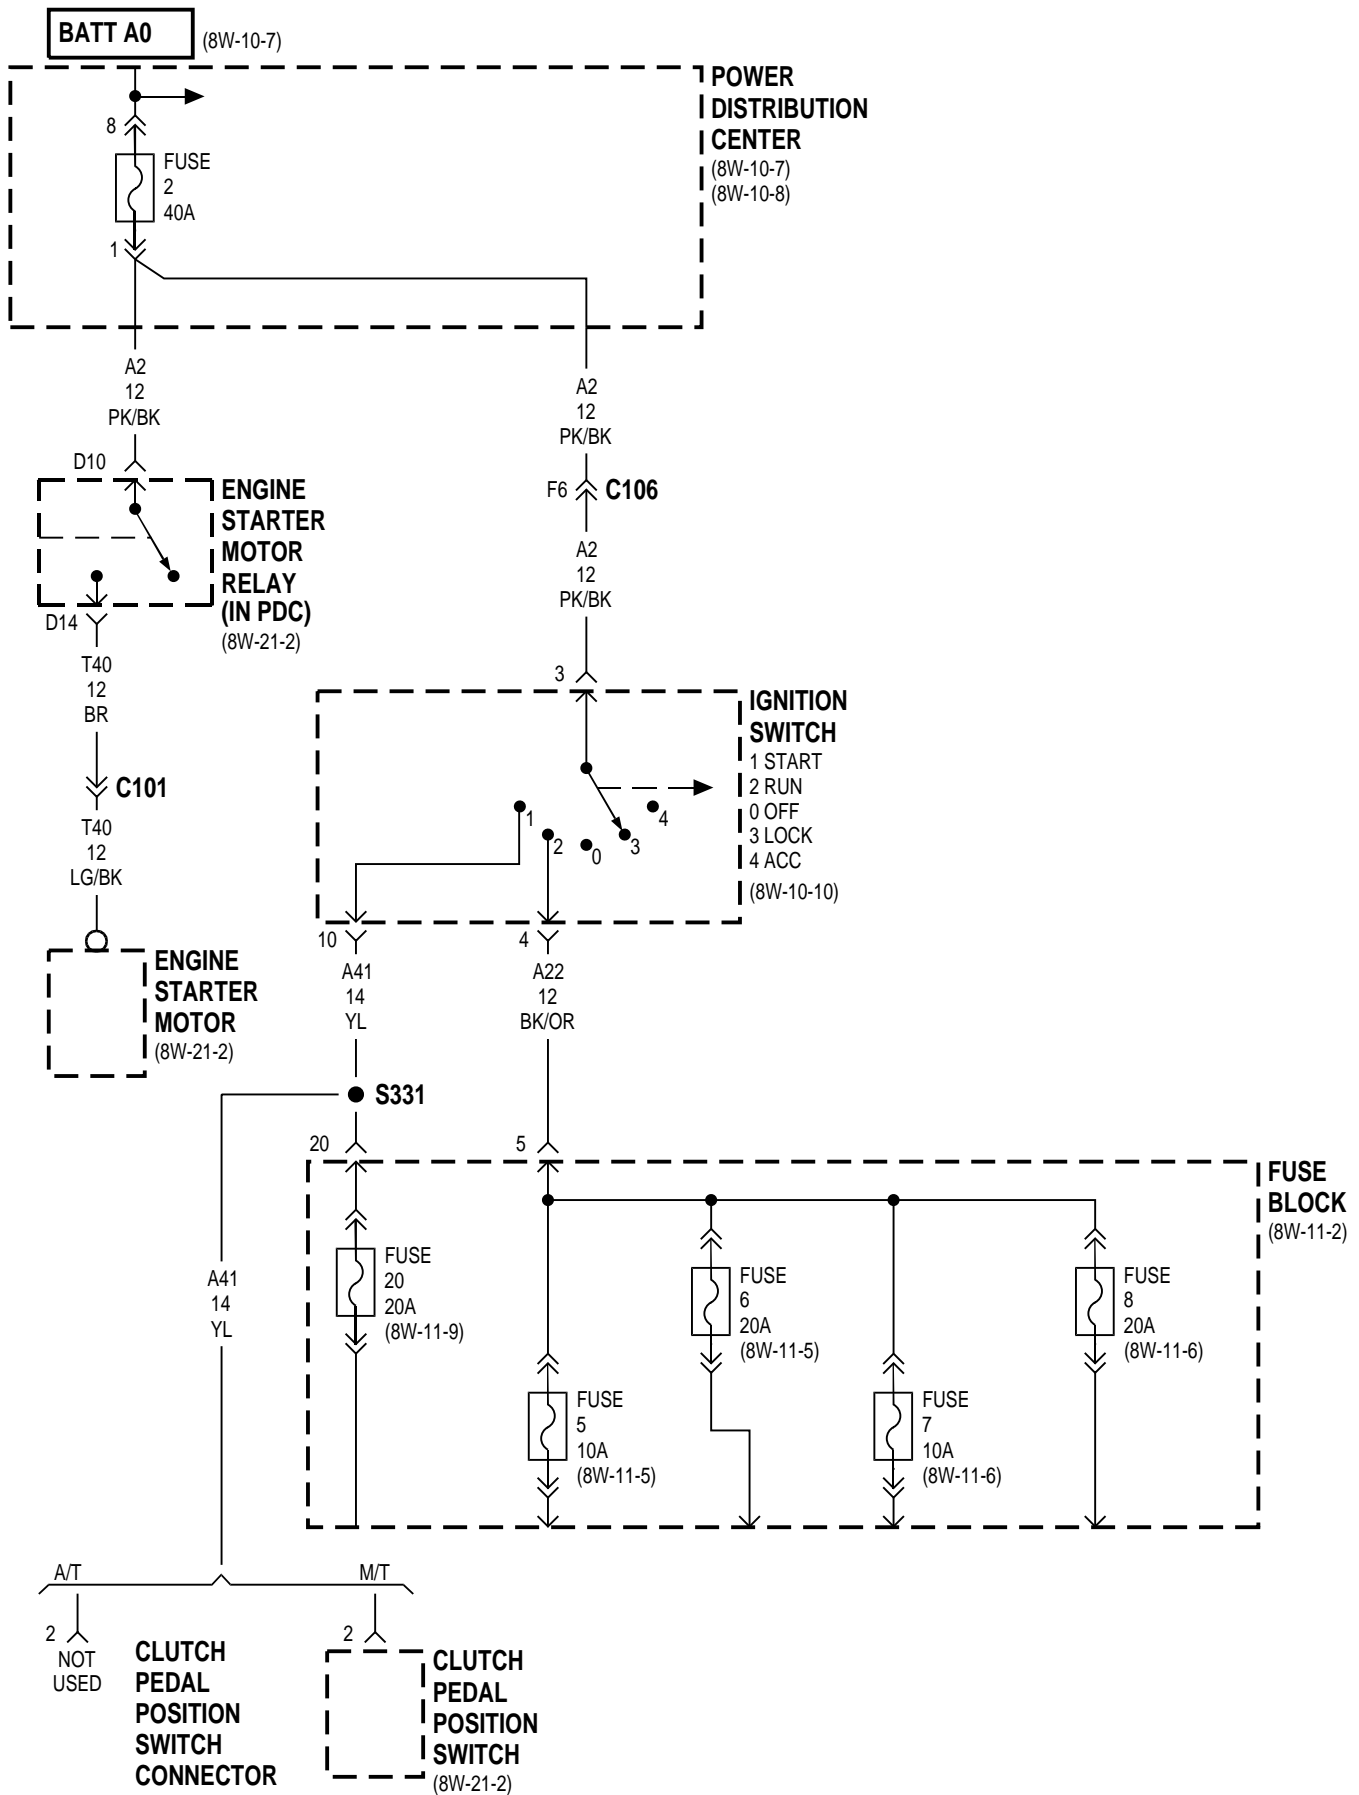 BATT A0
(8W-10-7)
POWER
DISTRIBUTION
CENTER
(8W-10-7)
(8W-10-8)
8
FUSE
2
40A
1
A2
12
PK/BK
A2
12
PK/BK
D10
F6
C106
ENGINE
STARTER
MOTOR
RELAY
(IN PDC)
(8W-21-2)
A2
12
PK/BK
D14
T40
12
BR
3
IGNITION
SWITCH
1 START
2 RUN
0 OFF
3 LOCK
4 ACC
(8W-10-10)
C101
1
2
0
3
4
T40
12
LG/BK
10
4
ENGINE
STARTER
MOTOR
(8W-21-2)
A41
14
YL
A22
12
BK/OR
S331
20
5
FUSE
BLOCK
(8W-11-2)
A41
14
YL
FUSE
20
20A
(8W-11-9)
FUSE
6
20A
(8W-11-5)
FUSE
8
20A
(8W-11-6)
FUSE
5
10A
(8W-11-5)
FUSE
7
10A
(8W-11-6)
A/T
M/T
2
NOT
USED
CLUTCH
PEDAL
POSITION
SWITCH
CONNECTOR
2
CLUTCH
PEDAL
POSITION
SWITCH
(8W-21-2)